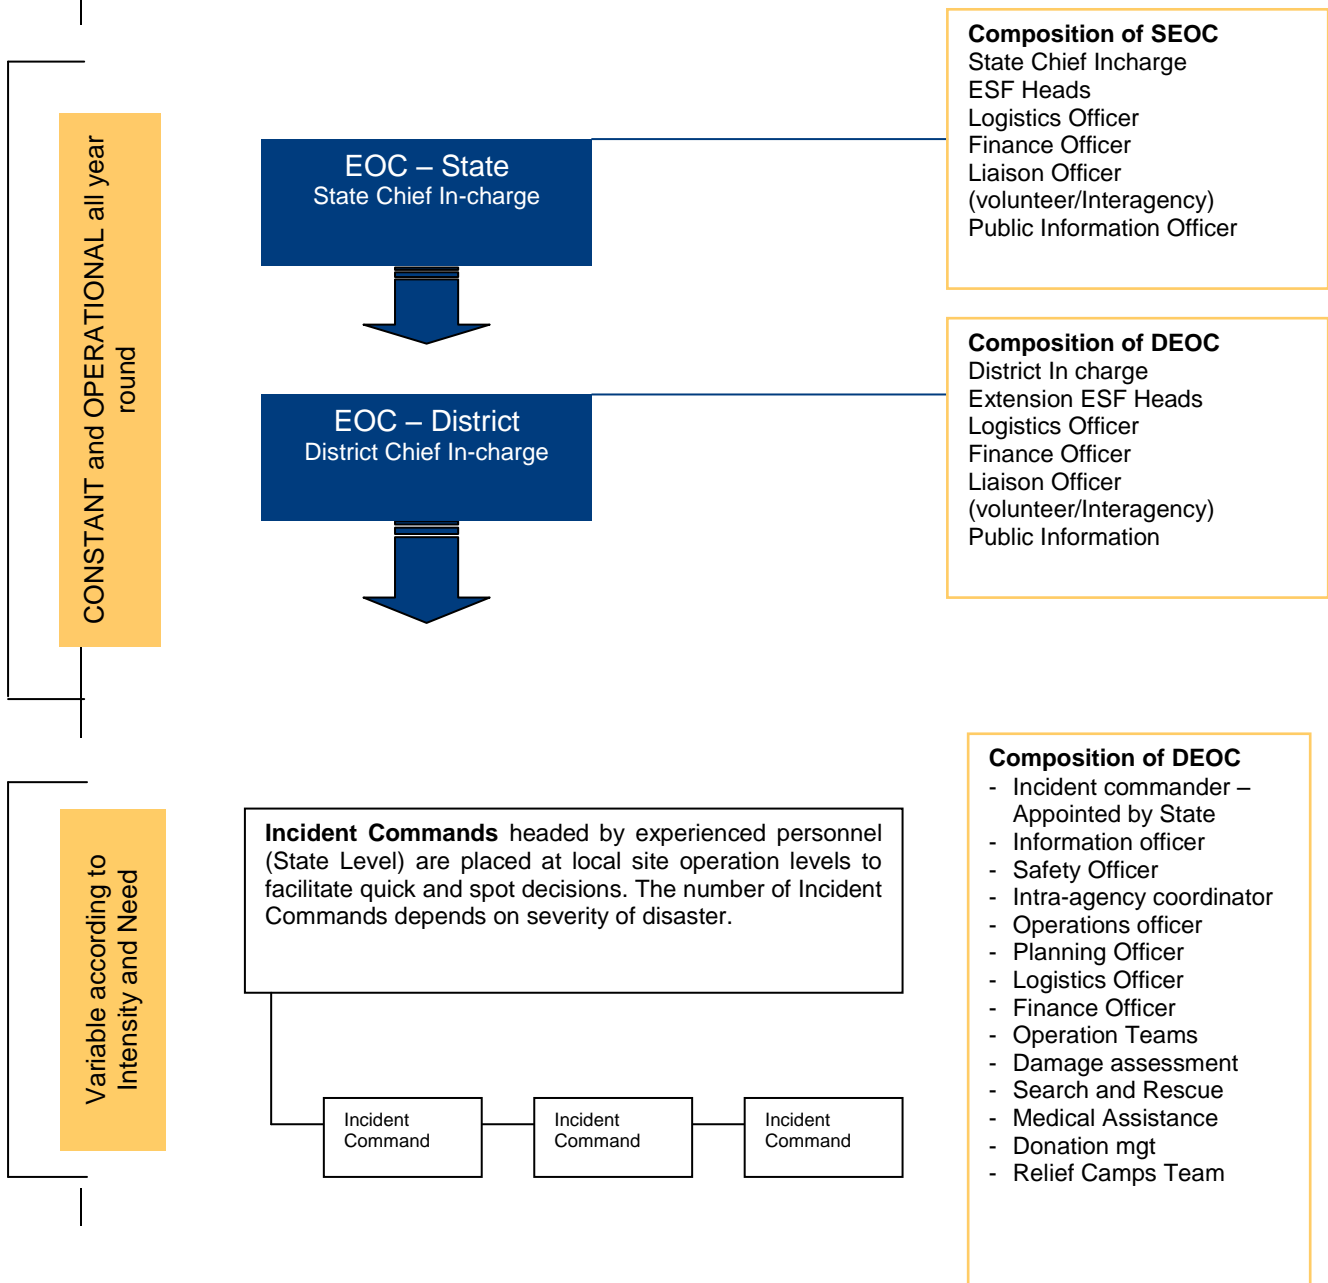 CONSTANT and OPERATIONAL all year
round
EOC – State
State Chief In-charge
Composition of SEOC
State Chief Incharge
ESF Heads
Logistics Officer
Finance Officer
Liaison Officer
(volunteer/Interagency)
Public Information Officer
EOC – District
District Chief In-charge
Composition of DEOC
District In charge
Extension ESF Heads
Logistics Officer
Finance Officer
Liaison Officer
(volunteer/Interagency)
Public Information
Variable according to
Intensity and Need
Incident Commands headed by experienced personnel
(State Level) are placed at local site operation levels to
facilitate quick and spot decisions. The number of Incident
Commands depends on severity of disaster.
Incident
Command
Incident
Command
Incident
Command
Composition of DEOC
- Incident commander –
Appointed by State
- Information officer
- Safety Officer
- Intra-agency coordinator
- Operations officer
- Planning Officer
- Logistics Officer
- Finance Officer
- Operation Teams
- Damage assessment
- Search and Rescue
- Medical Assistance
- Donation mgt
- Relief Camps Team